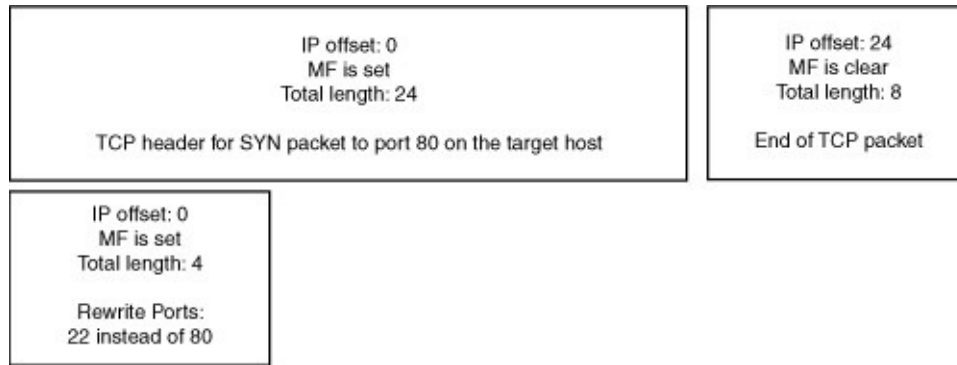 IP offset: 0
MF is set
Total length: 24
TCP header for SYN packet to port 80 on the target host
IP offset: 24
MF is clear
Total length: 8
End of TCP packet
IP offset: 0
MF is set
Total length: 4
Rewrite Ports:
22 instead of 80